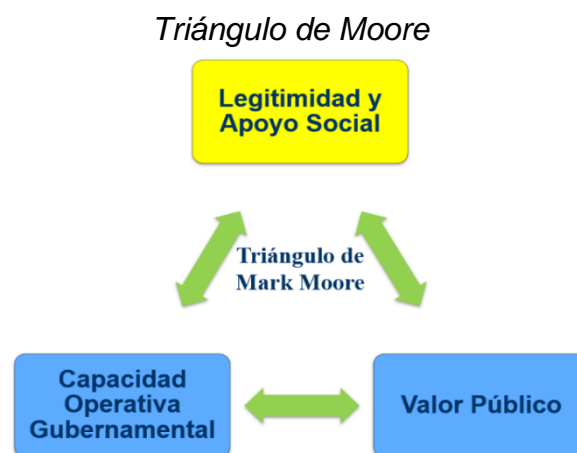 Triángulo de Moore
Legitimidad y
Apoyo Social
Triángulo de
Mark Moore
Capacidad
Operativa
Gubernamental
Valor Público